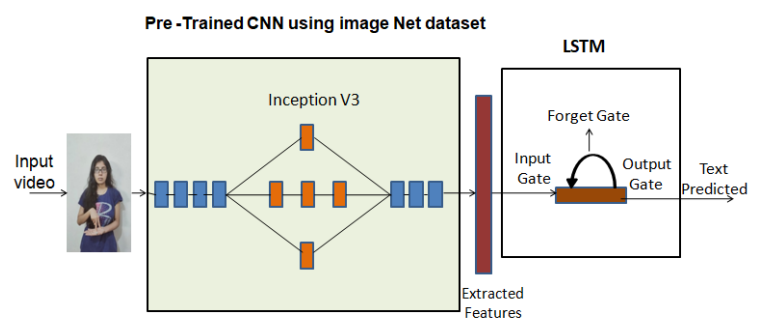 Pre -Trained CNN using image Net dataset
LSTM
Inception V3
Forget Gate
Input
video
Input
Gate
Output
Gate
Text
Predicted
Extracted
Features